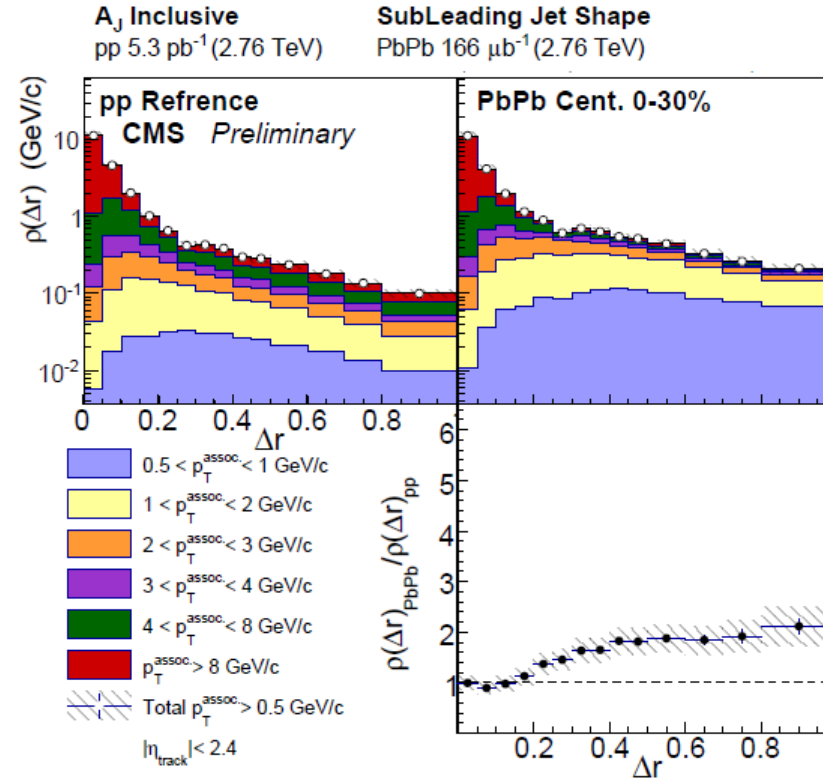 A_J Inclusive
pp 5.3 pb⁻¹ (2.76 TeV)
SubLeading Jet Shape
PbPb 166 μb⁻¹ (2.76 TeV)
pp Refrence
CMS Preliminary
PbPb Cent. 0-30%
ρ(Δr) (GeV/c)
10
1
10⁻¹
10⁻²
0 0.2 0.4 0.6 0.8
Δr
0.5 < p_T^assoc. < 1 GeV/c
1 < p_T^assoc. < 2 GeV/c
2 < p_T^assoc. < 3 GeV/c
3 < p_T^assoc. < 4 GeV/c
4 < p_T^assoc. < 8 GeV/c
p_T^assoc. > 8 GeV/c
Total p_T^assoc. > 0.5 GeV/c
|η_track| < 2.4
ρ(Δr)_PbPb/ρ(Δr)_pp
6
5
4
3
2
1
0.2 0.4 0.6 0.8
Δr